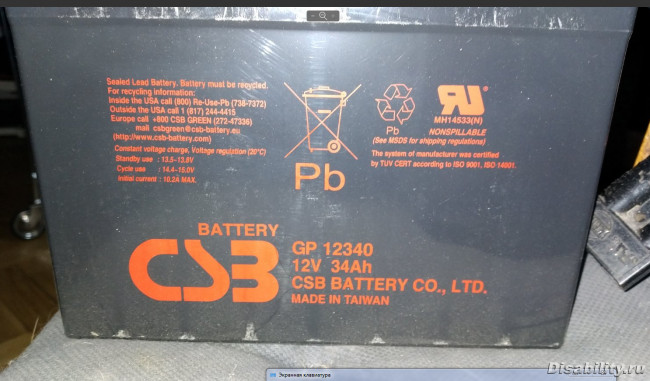 Sealed Lead Battery. Battery must be recycled.
For recycling information:
Inside the USA call (800) Re-Use-Pb (738-7372)
Outside the USA call 1 (817) 244-4415
Europe call +800 CSB GREEN (272-47336)
mail csbgreen@csb-battery.eu
(http://www.csb-battery.com)
Constant voltage charge, Voltage regulation (20°C)
Standby use : 13.5~13.8V
Cycle use : 14.4~15.0V
Initial current : 10.2A MAX.
Pb
Pb
MH14533(N)
NONSPILLABLE
(See MSDS for shipping regulations)
The system of manufacturer was certified
by TUV CERT according to ISO 9001, ISO 14001.
BATTERY
CSB
GP 12340
12V 34Ah
CSB BATTERY CO., LTD.
MADE IN TAIWAN
Disability.ru
Экранная клавиатура